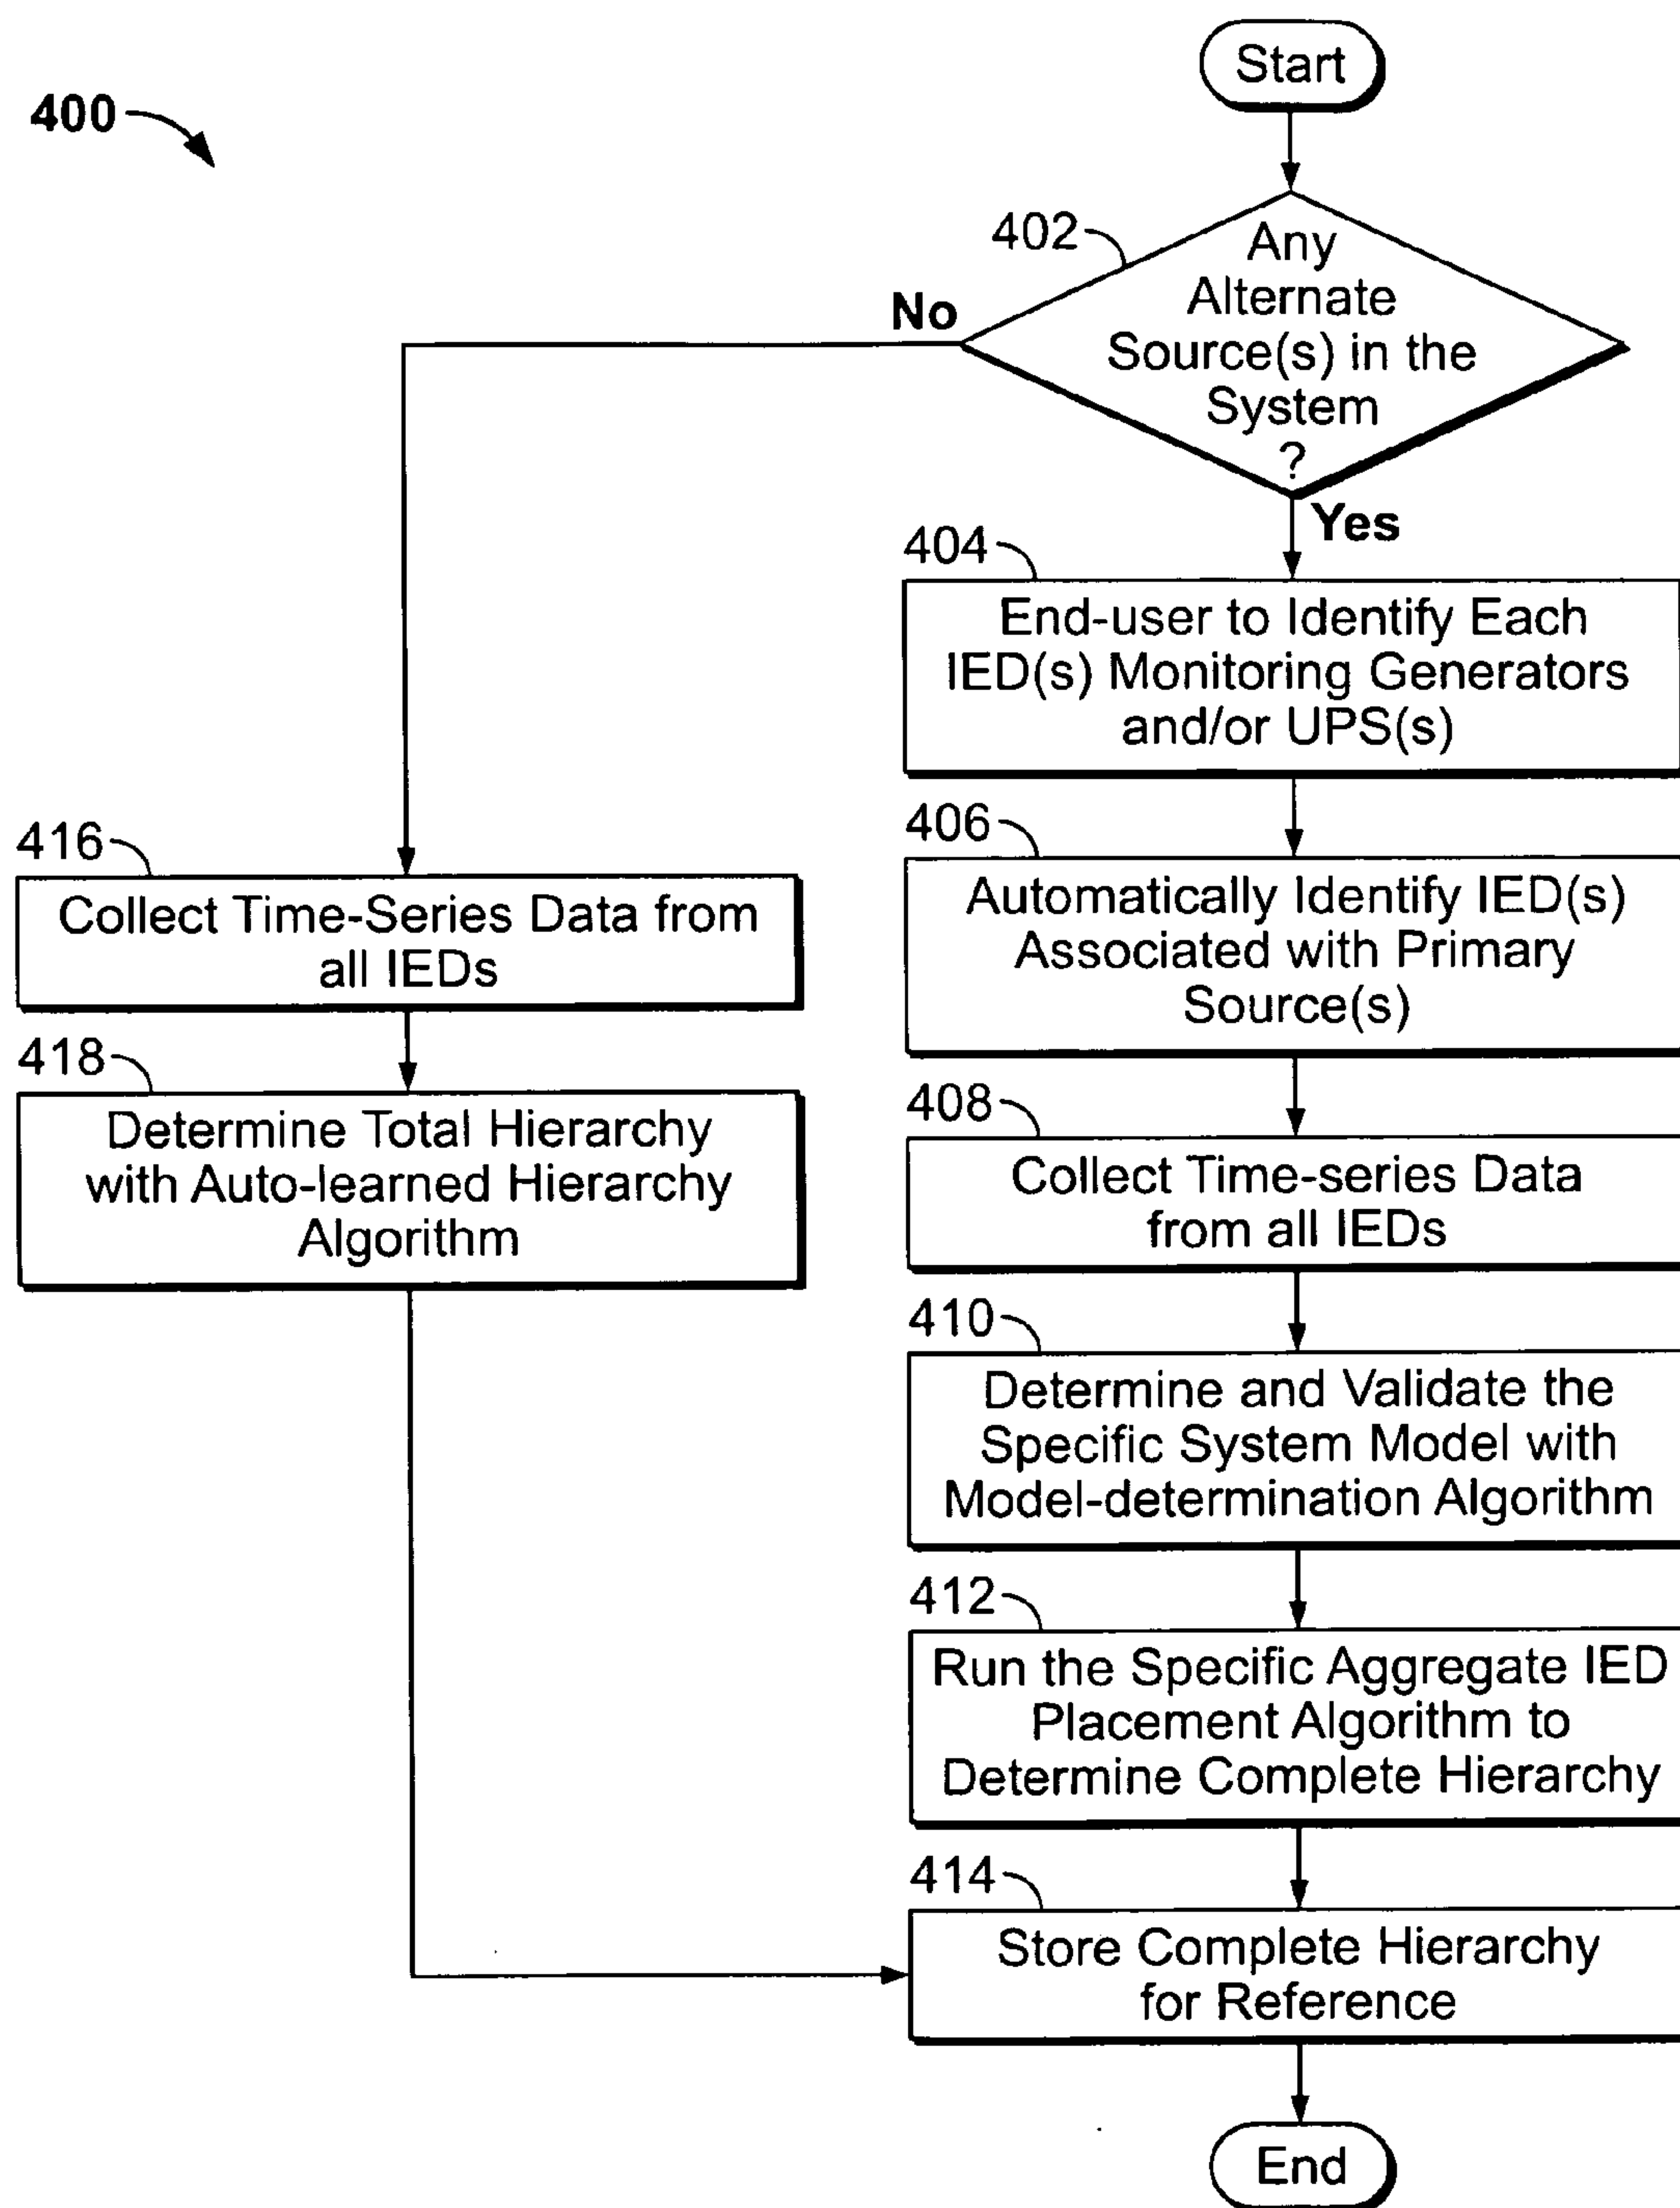 Start
400
402
Any
Alternate
Source(s) in the
System
?
No
Yes
404
End-user to Identify Each
IED(s) Monitoring Generators
and/or UPS(s)
406
Automatically Identify IED(s)
Associated with Primary
Source(s)
416
Collect Time-Series Data from
all IEDs
418
Determine Total Hierarchy
with Auto-learned Hierarchy
Algorithm
408
Collect Time-series Data
from all IEDs
410
Determine and Validate the
Specific System Model with
Model-determination Algorithm
412
Run the Specific Aggregate IED
Placement Algorithm to
Determine Complete Hierarchy
414
Store Complete Hierarchy
for Reference
End